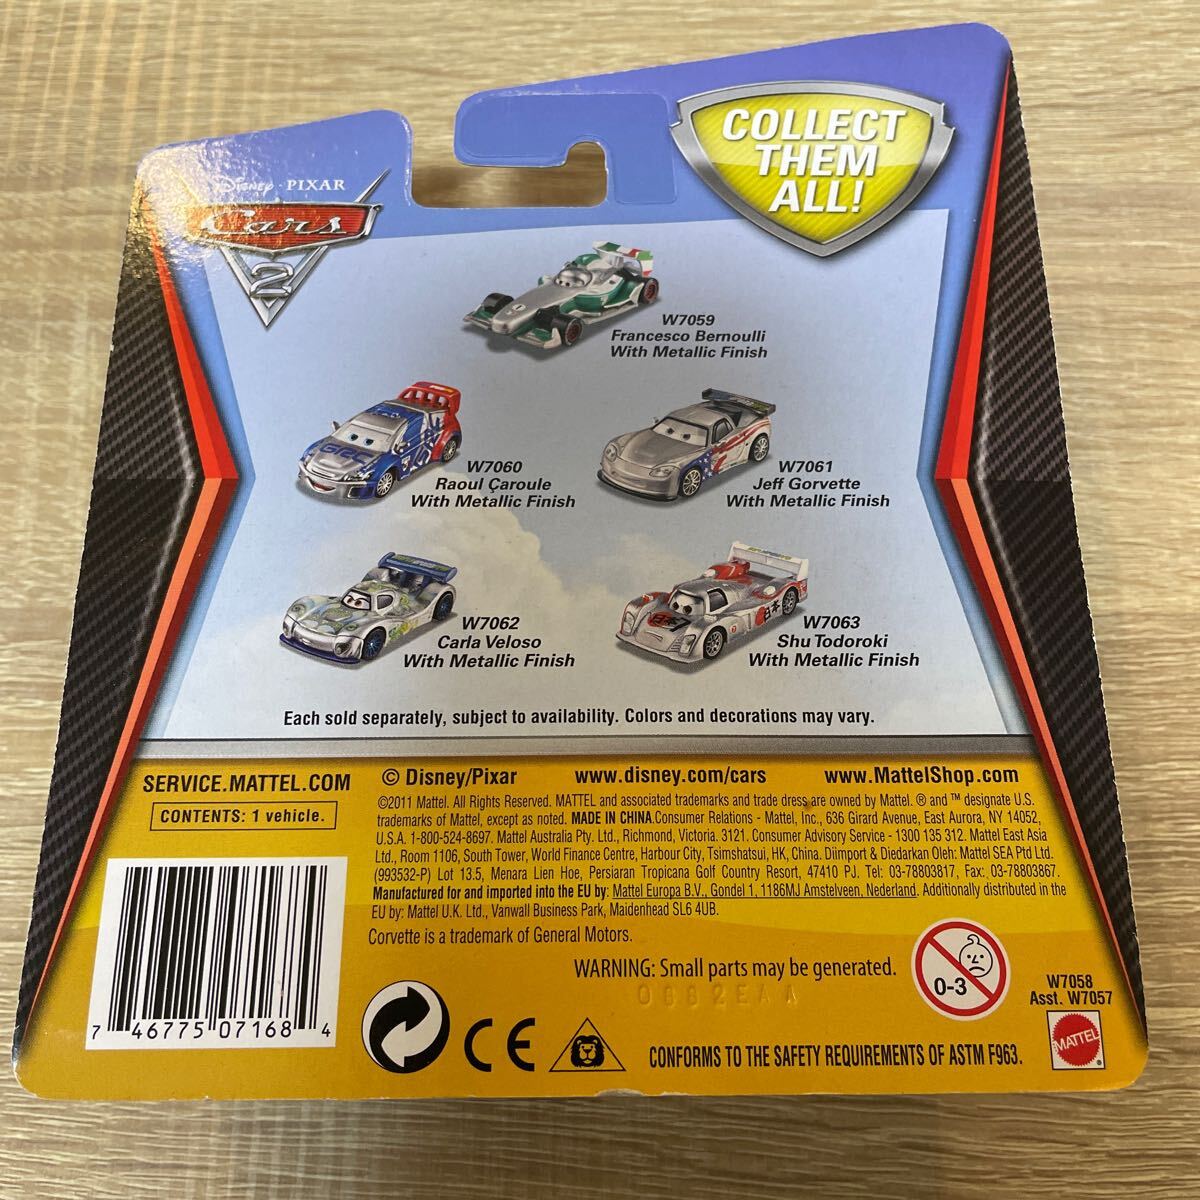 COLLECT
THEM
ALL!
Disney · PIXAR
Cars
2
W7059
Francesco Bernoulli
With Metallic Finish
W7060
Raoul Çaroule
With Metallic Finish
W7061
Jeff Gorvette
With Metallic Finish
W7062
Carla Veloso
With Metallic Finish
W7063
Shu Todoroki
With Metallic Finish
Each sold separately, subject to availability. Colors and decorations may vary.
SERVICE.MATTEL.COM
CONTENTS: 1 vehicle.
© Disney/Pixar www.disney.com/cars www.MattelShop.com
©2011 Mattel. All Rights Reserved. MATTEL and associated trademarks and trade dress are owned by Mattel. ® and ™ designate U.S.
trademarks of Mattel, except as noted. MADE IN CHINA.Consumer Relations - Mattel, Inc., 636 Girard Avenue, East Aurora, NY 14052,
U.S.A. 1-800-524-8697. Mattel Australia Pty. Ltd., Richmond, Victoria. 3121. Consumer Advisory Service - 1300 135 312. Mattel East Asia
Ltd., Room 1106, South Tower, World Finance Centre, Harbour City, Tsimshatsui, HK, China. Diimport & Diedarkan Oleh: Mattel SEA Ptd Ltd.
(993532-P) Lot 13.5, Menara Lien Hoe, Persiaran Tropicana Golf Country Resort, 47410 PJ. Tel: 03-78803817, Fax: 03-78803867.
Manufactured for and imported into the EU by: Mattel Europa B.V., Gondel 1, 1186MJ Amstelveen, Nederland. Additionally distributed in the
EU by: Mattel U.K. Ltd., Vanwall Business Park, Maidenhead SL6 4UB.
Corvette is a trademark of General Motors.
WARNING: Small parts may be generated.
0-3
W7058
Asst. W7057
7 46775 07168 4
CE
CONFORMS TO THE SAFETY REQUIREMENTS OF ASTM F963.
MATTEL